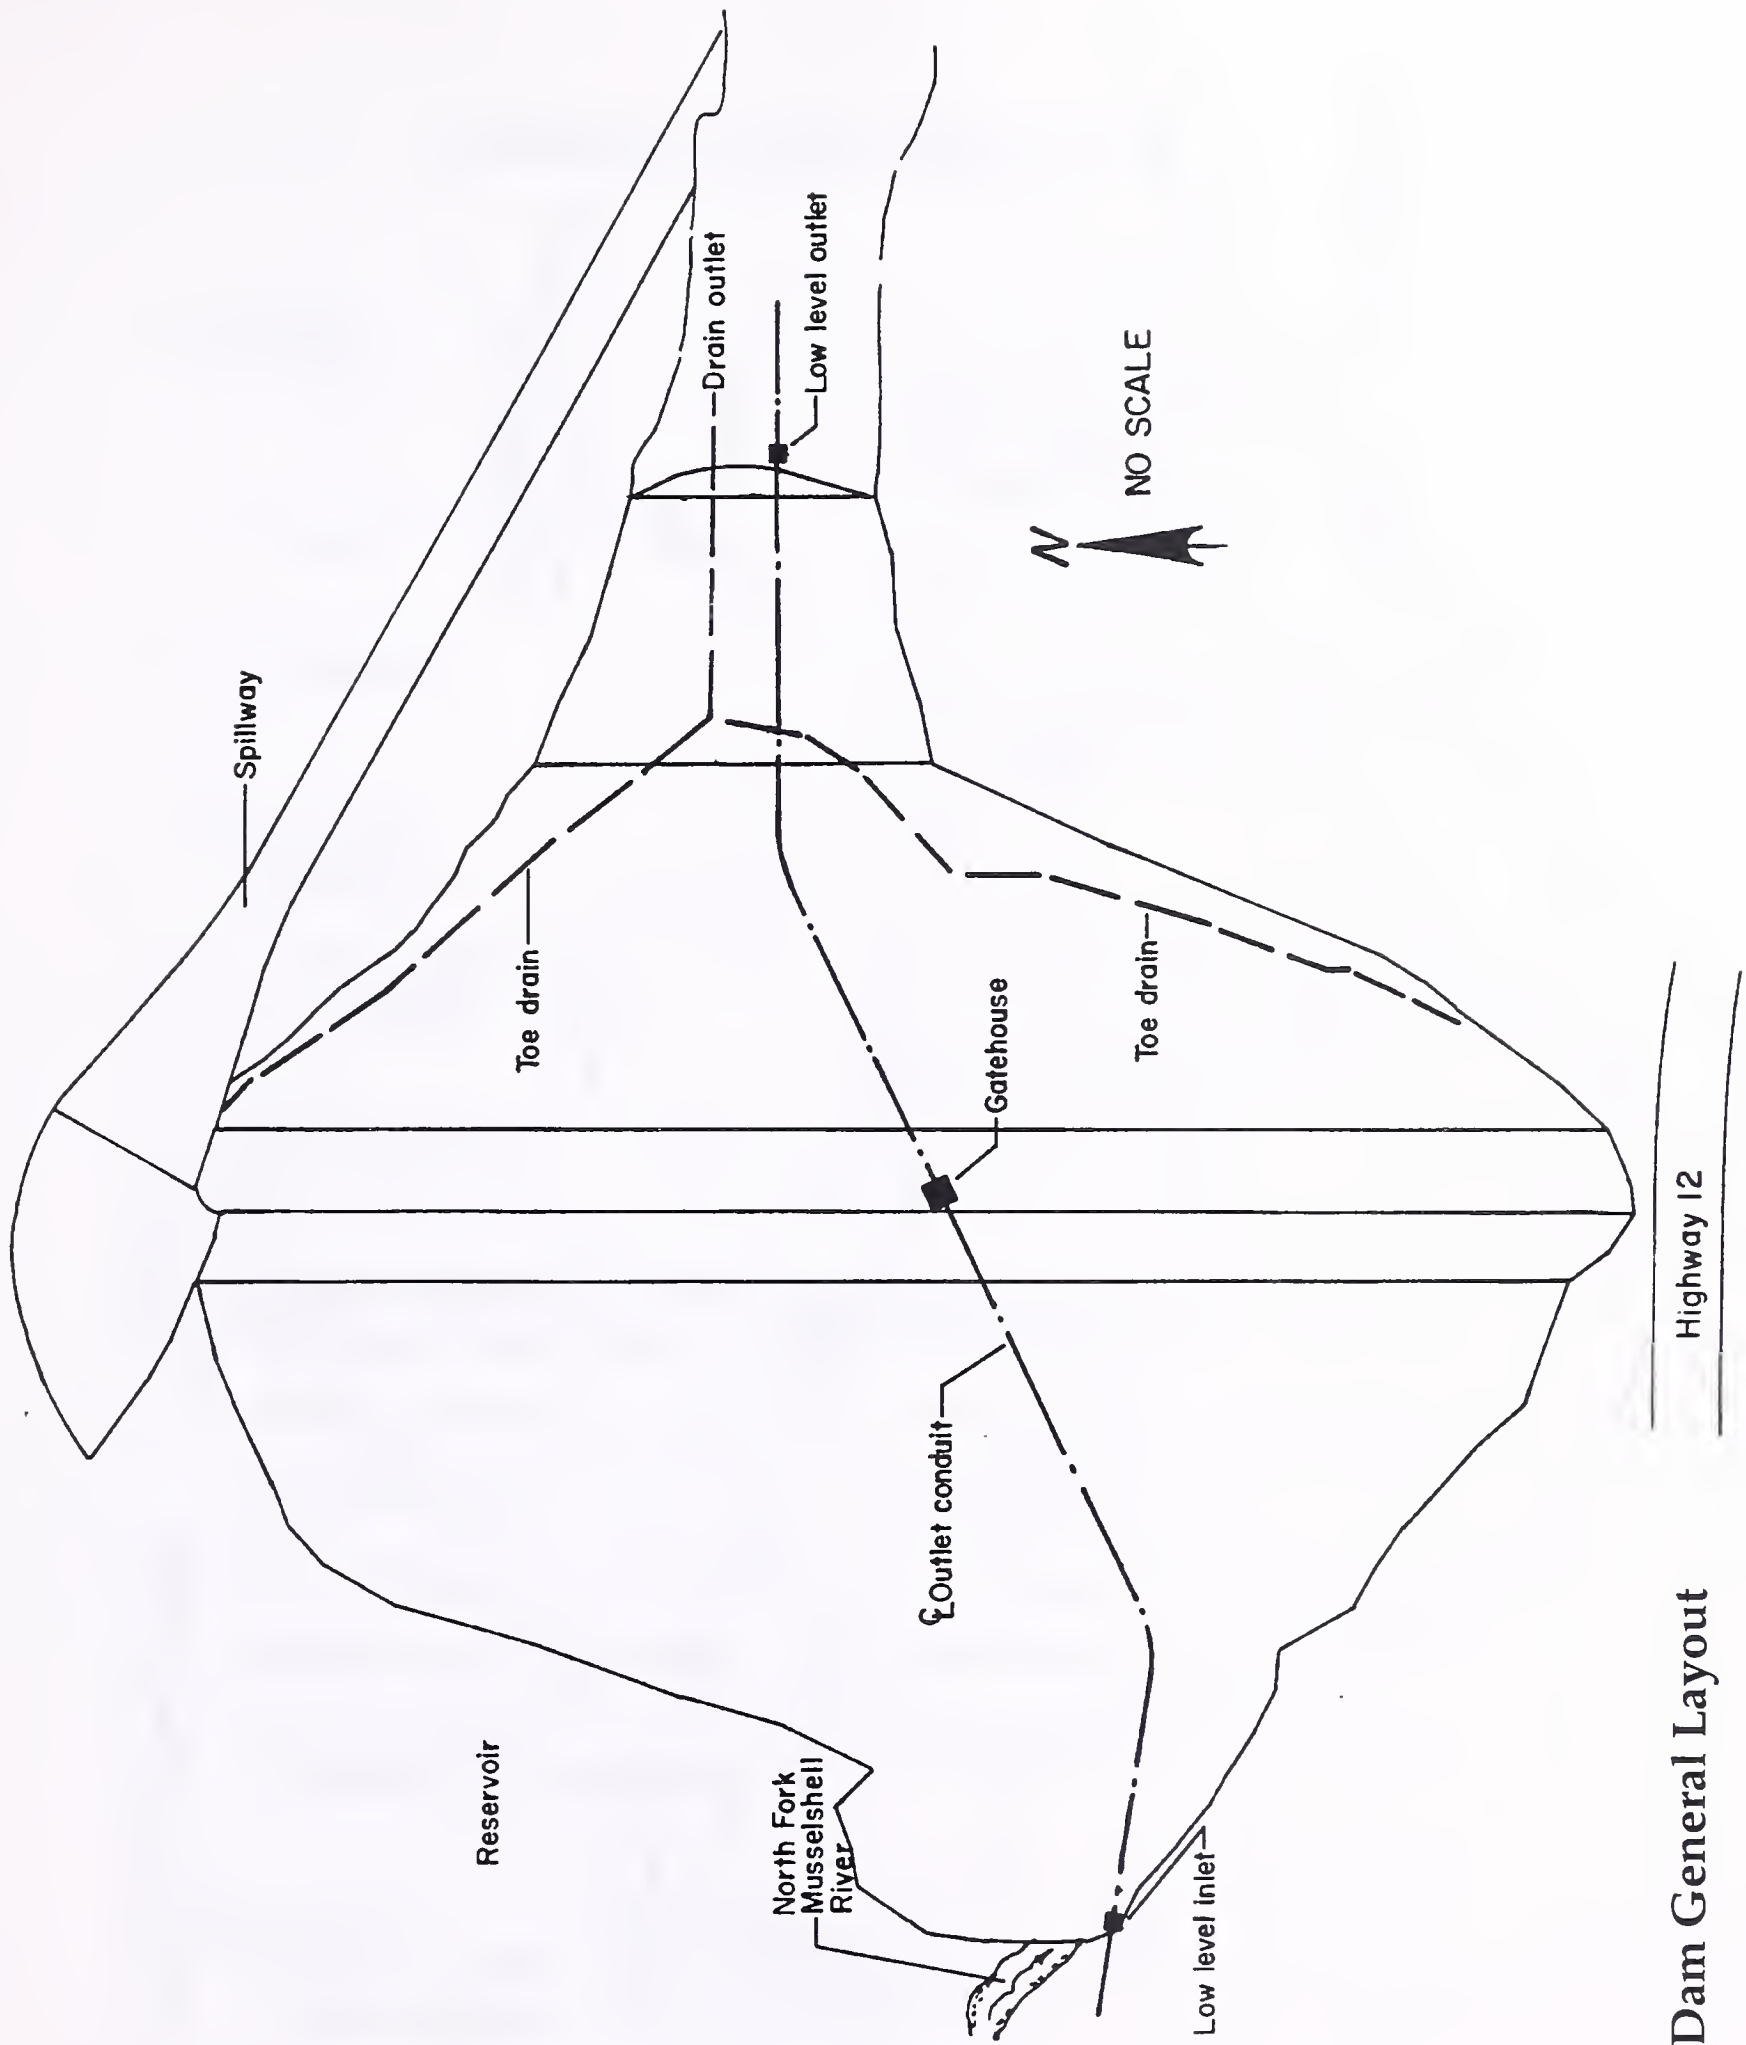 Spillway
Drain outlet
Low level outlet
Toe drain
N
NO SCALE
Gatehouse
Toe drain
Reservoir
North Fork
Musselshell
River
℄ Outlet conduit
Low level inlet
Highway 12
Dam General Layout